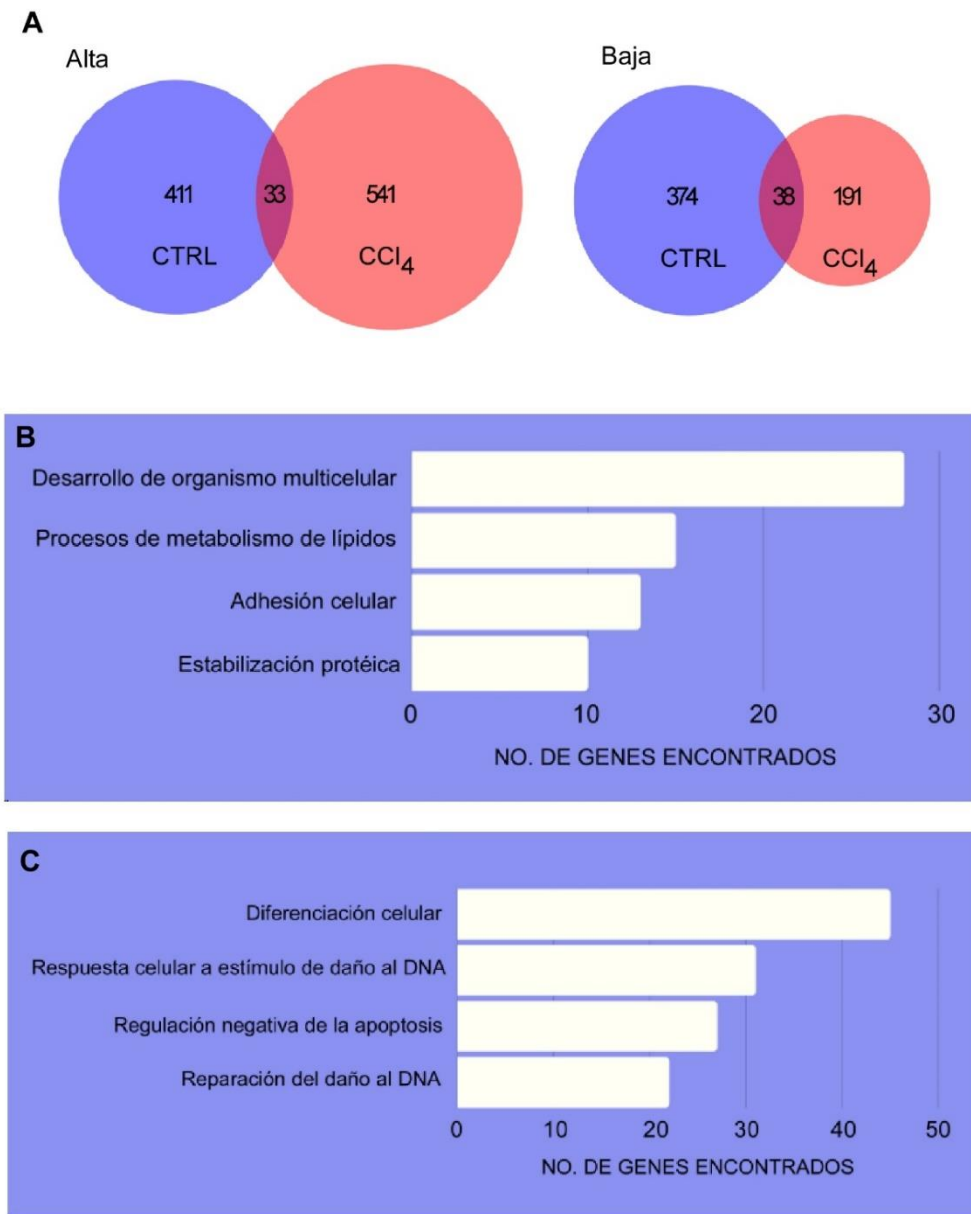 A
Alta
Baja
411
33
541
374
38
191
CTRL
CCl4
CTRL
CCl4
B
Desarrollo de organismo multicelular
Procesos de metabolismo de lípidos
Adhesión celular
Estabilización protéica
0 10 20 30
NO. DE GENES ENCONTRADOS
C
Diferenciación celular
Respuesta celular a estímulo de daño al DNA
Regulación negativa de la apoptosis
Reparación del daño al DNA
0 10 20 30 40 50
NO. DE GENES ENCONTRADOS